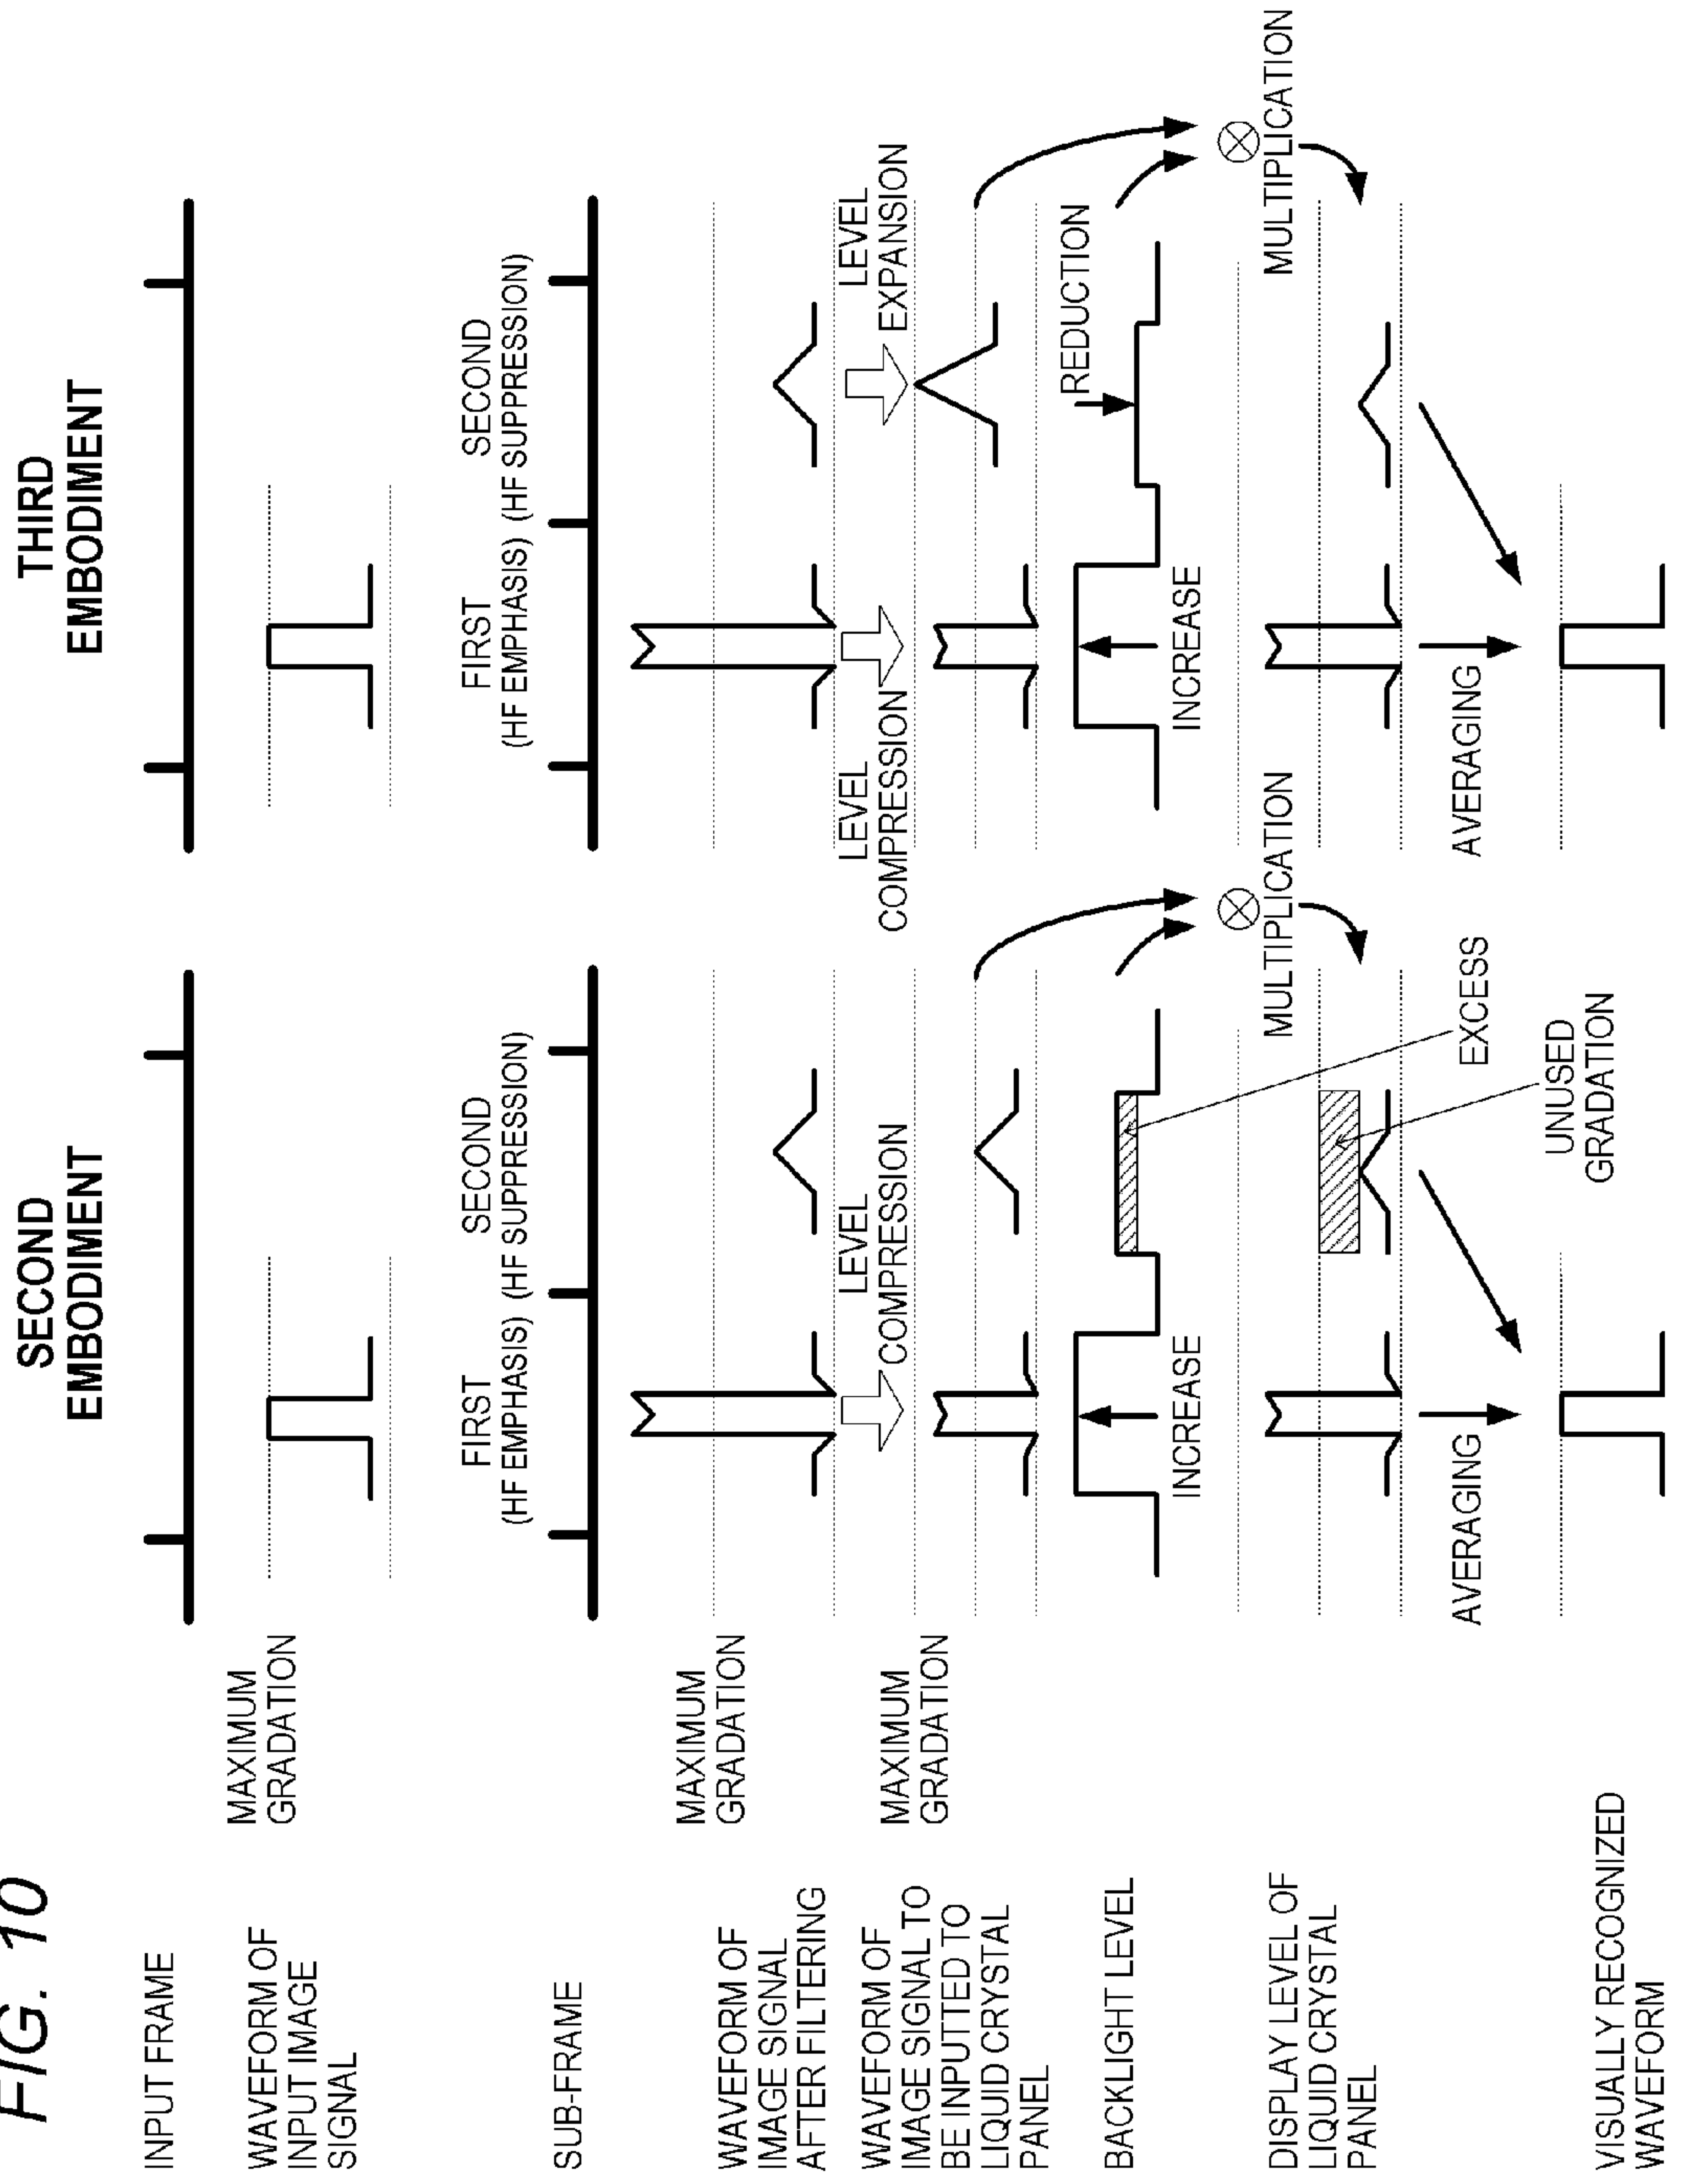 FIG. 10
SECOND
EMBODIMENT
THIRD
EMBODIMENT
INPUT FRAME
MAXIMUM
GRADATION
WAVEFORM OF
INPUT IMAGE
SIGNAL
SUB-FRAME
FIRST
(HF EMPHASIS)
SECOND
(HF SUPPRESSION)
FIRST
(HF EMPHASIS)
SECOND
(HF SUPPRESSION)
MAXIMUM
GRADATION
WAVEFORM OF
IMAGE SIGNAL
AFTER FILTERING
LEVEL
COMPRESSION
LEVEL
COMPRESSION
LEVEL
EXPANSION
MAXIMUM
GRADATION
WAVEFORM OF
IMAGE SIGNAL TO
BE INPUTTED TO
LIQUID CRYSTAL
PANEL
BACKLIGHT LEVEL
INCREASE
INCREASE
REDUCTION
MULTIPLICATION
MULTIPLICATION
DISPLAY LEVEL OF
LIQUID CRYSTAL
PANEL
AVERAGING
EXCESS
UNUSED
GRADATION
AVERAGING
VISUALLY RECOGNIZED
WAVEFORM